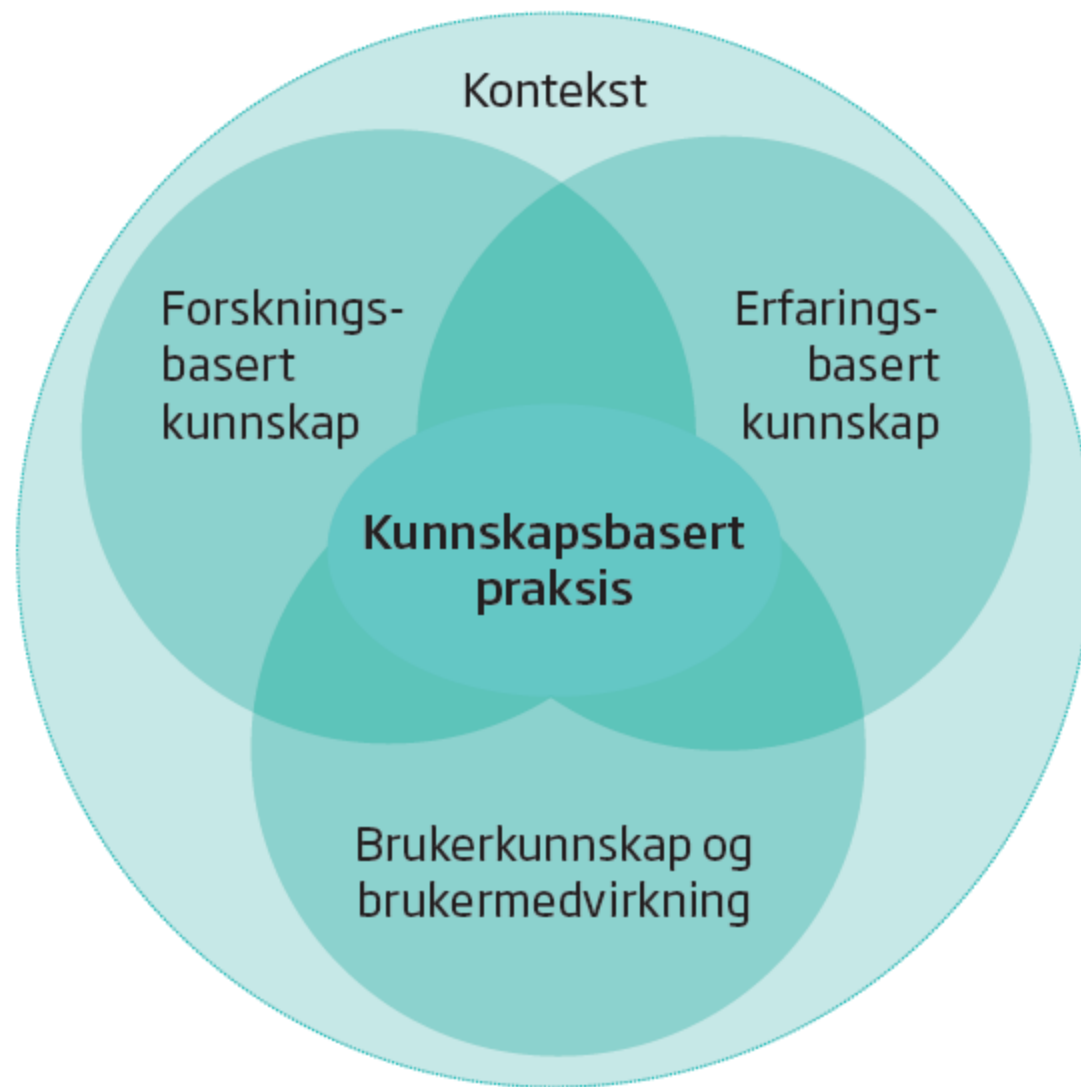 Kontekst
Forsknings-
basert
kunnskap
Erfarings-
basert
kunnskap
Kunnskapsbasert
praksis
Brukerkunnskap og
brukermedvirkning